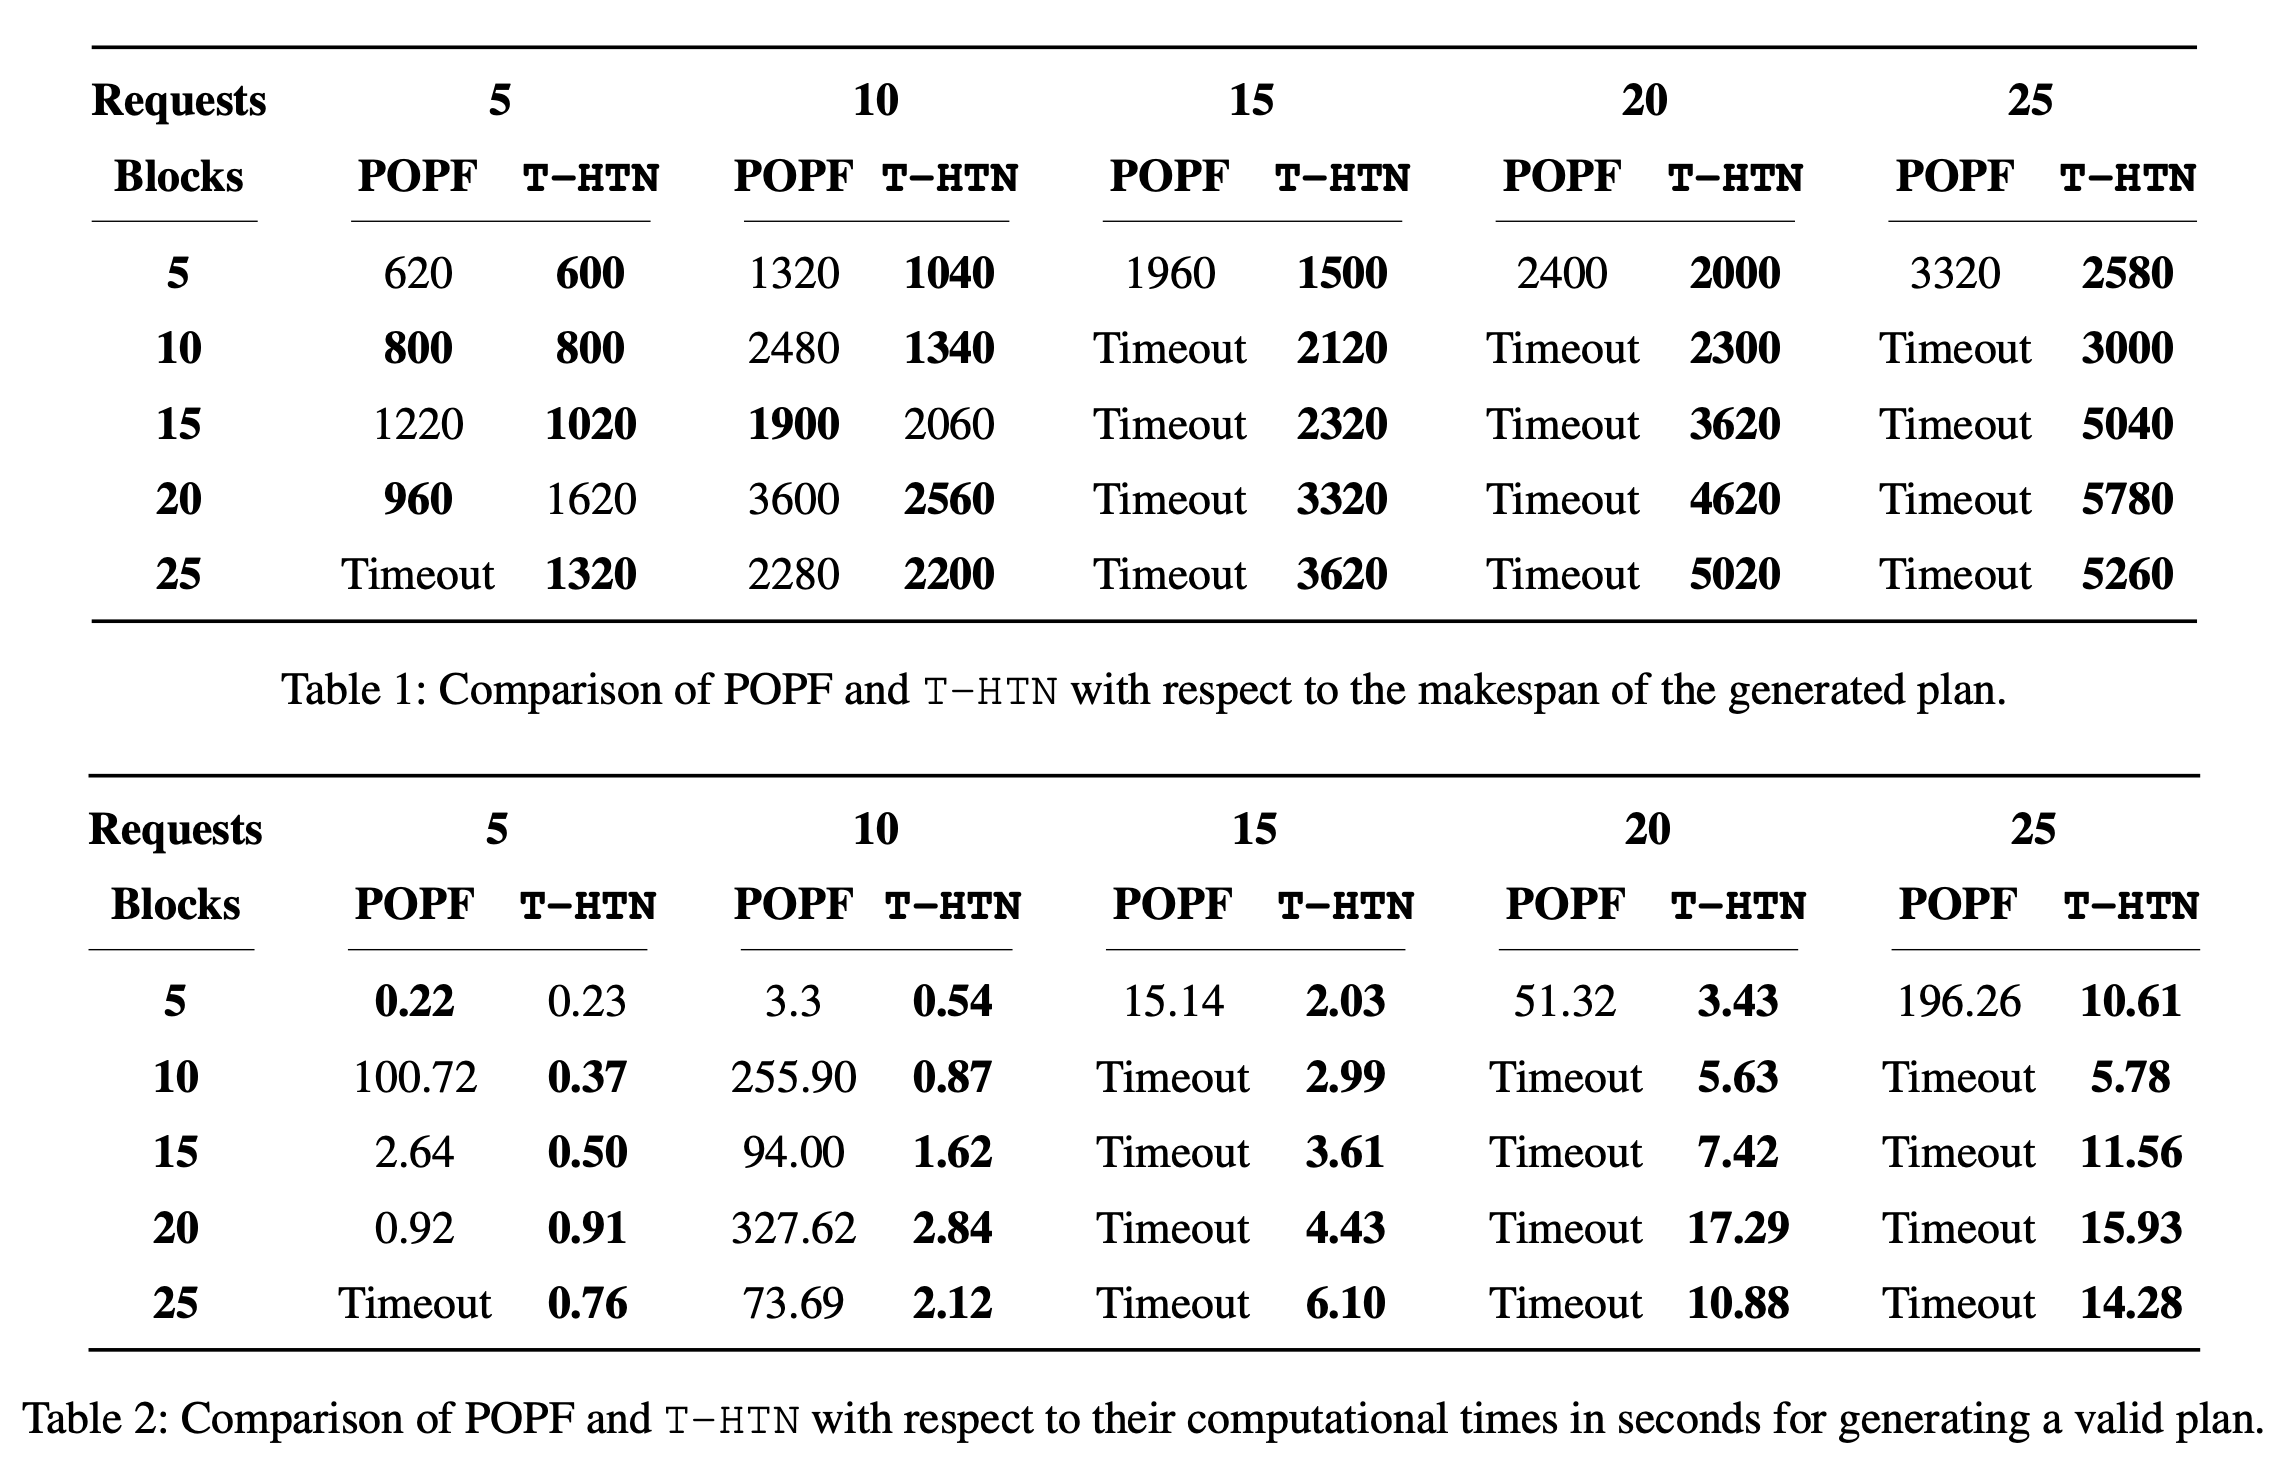 Requests 5 10 15 20 25
Blocks POPF T-HTN POPF T-HTN POPF T-HTN POPF T-HTN POPF T-HTN
5 620 600 1320 1040 1960 1500 2400 2000 3320 2580
10 800 800 2480 1340 Timeout 2120 Timeout 2300 Timeout 3000
15 1220 1020 1900 2060 Timeout 2320 Timeout 3620 Timeout 5040
20 960 1620 3600 2560 Timeout 3320 Timeout 4620 Timeout 5780
25 Timeout 1320 2280 2200 Timeout 3620 Timeout 5020 Timeout 5260
Table 1: Comparison of POPF and T-HTN with respect to the makespan of the generated plan.
Requests 5 10 15 20 25
Blocks POPF T-HTN POPF T-HTN POPF T-HTN POPF T-HTN POPF T-HTN
5 0.22 0.23 3.3 0.54 15.14 2.03 51.32 3.43 196.26 10.61
10 100.72 0.37 255.90 0.87 Timeout 2.99 Timeout 5.63 Timeout 5.78
15 2.64 0.50 94.00 1.62 Timeout 3.61 Timeout 7.42 Timeout 11.56
20 0.92 0.91 327.62 2.84 Timeout 4.43 Timeout 17.29 Timeout 15.93
25 Timeout 0.76 73.69 2.12 Timeout 6.10 Timeout 10.88 Timeout 14.28
Table 2: Comparison of POPF and T-HTN with respect to their computational times in seconds for generating a valid plan.